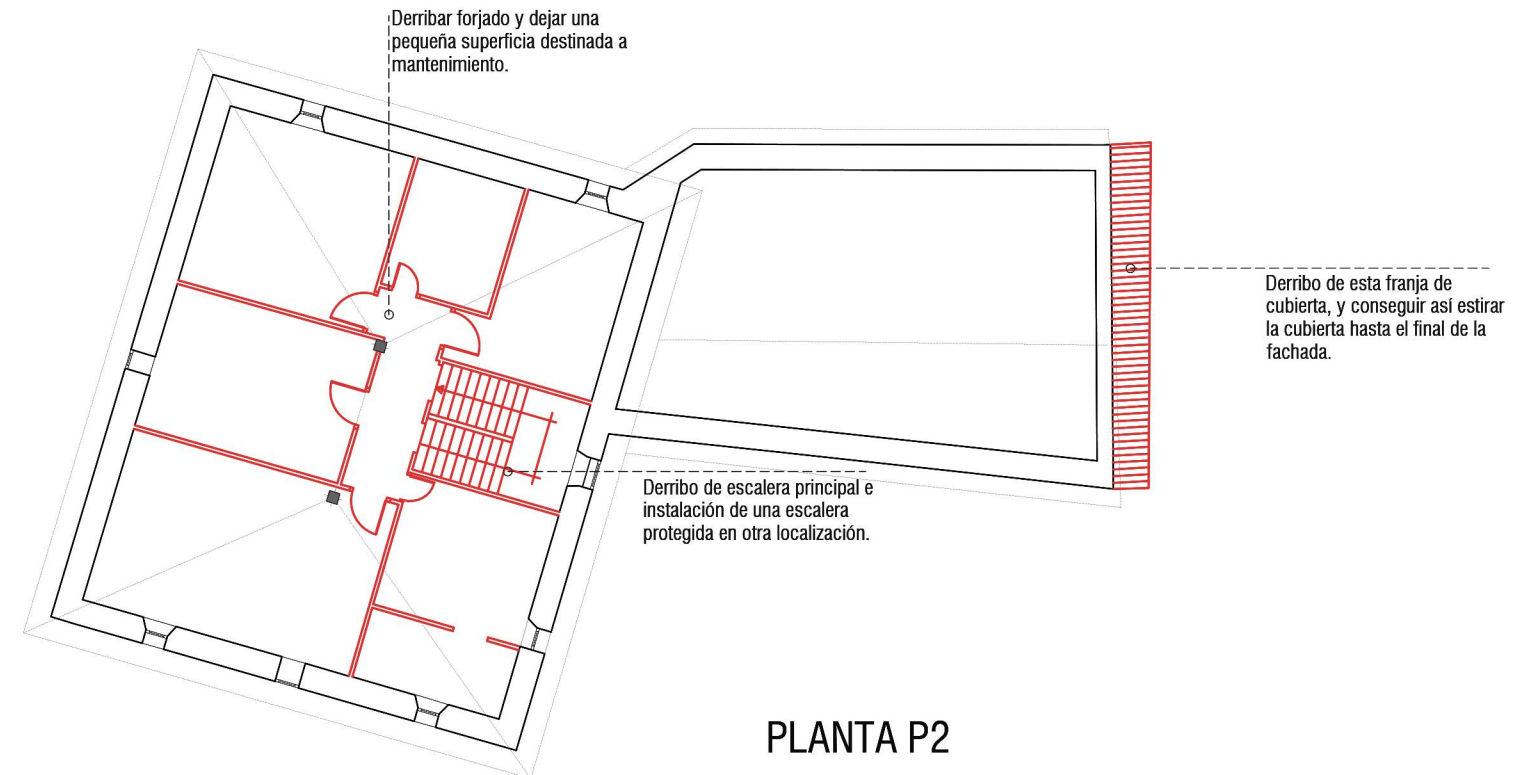 Derribar forjado y dejar una
pequeña superficia destinada a
mantenimiento.
Derribo de esta franja de
cubierta, y conseguir así estirar
la cubierta hasta el final de la
fachada.
Derribo de escalera principal e
instalación de una escalera
protegida en otra localización.
PLANTA P2